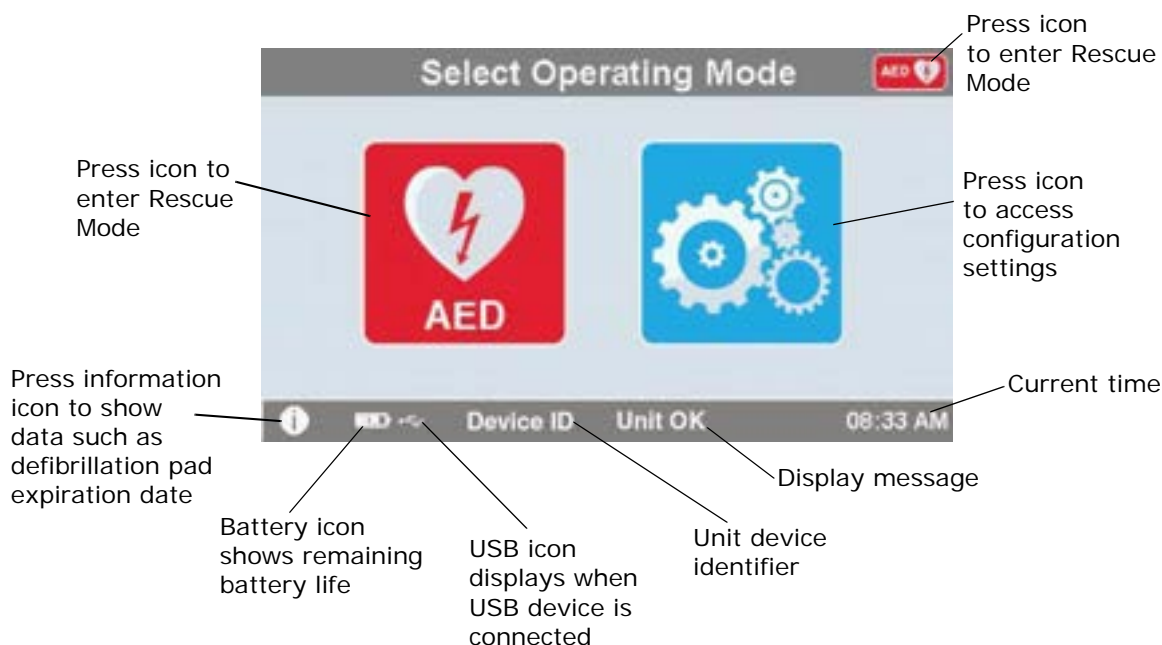 Press icon
to enter Rescue
Mode
Select Operating Mode
AED
Press icon to
enter Rescue
Mode
AED
Press icon
to access
configuration
settings
Press information
icon to show
data such as
defibrillation pad
expiration date
i
Device ID
Unit OK
08:33 AM
Current time
Display message
Battery icon
shows remaining
battery life
USB icon
displays when
USB device is
connected
Unit device
identifier